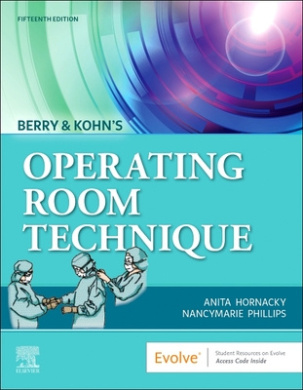 FIFTEENTH EDITION
BERRY & KOHN'S
OPERATING
ROOM
TECHNIQUE
ANITA HORNACKY
NANCYMARIE PHILLIPS
ELSEVIER
Evolve®
Student Resources on Evolve
Access Code Inside